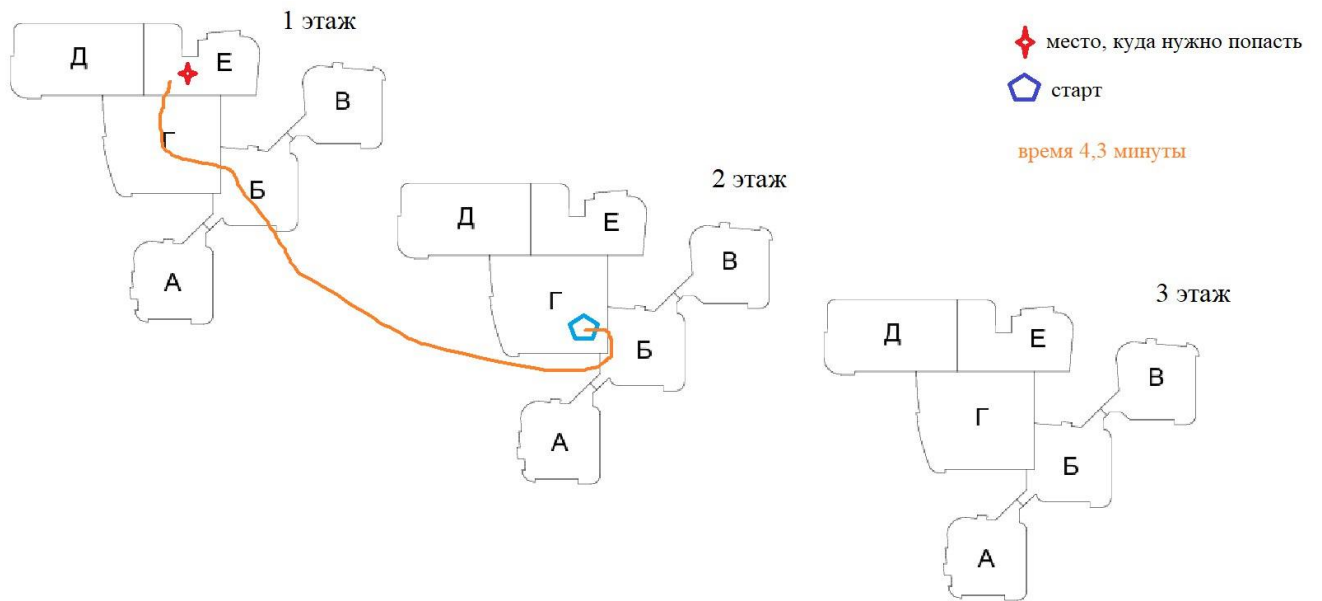 1 этаж
Д
Е
В
Г
Б
А
2 этаж
Д
Е
В
Г
Б
А
3 этаж
Д
Е
В
Г
Б
А
место, куда нужно попасть
старт
время 4,3 минуты